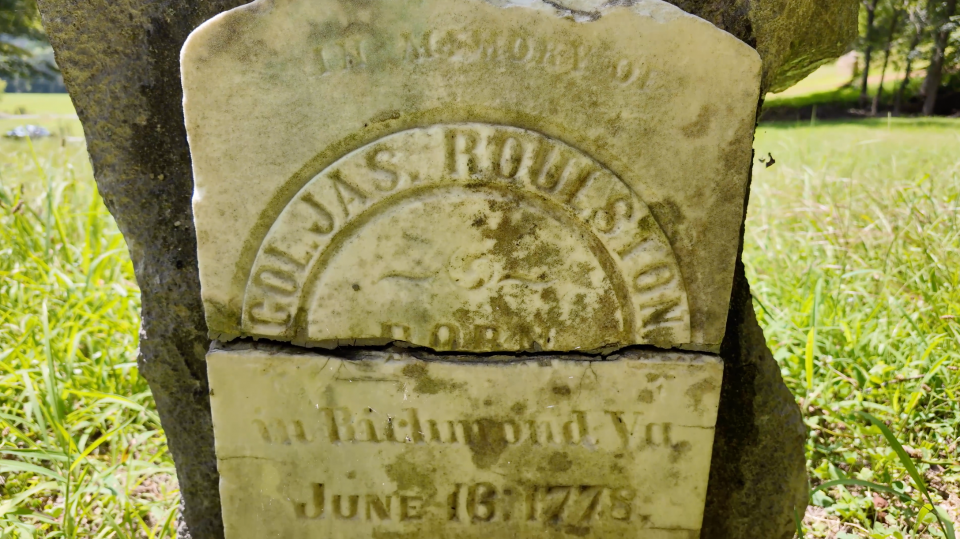 IN MEMORY OF
COL. JAS. ROULSTON
BORN
in Richmond Va
JUNE 16; 1778.